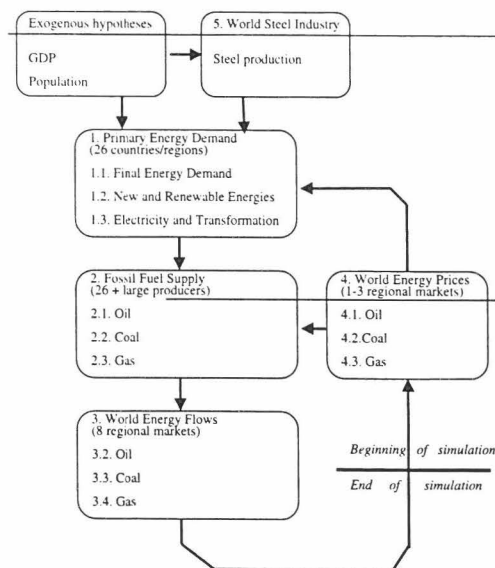 Exogenous hypotheses
GDP
Population
5. World Steel Industry
Steel production
1. Primary Energy Demand
(26 countries/regions)
1.1. Final Energy Demand
1.2. New and Renewable Energies
1.3. Electricity and Transformation
2. Fossil Fuel Supply
(26 + large producers)
2.1. Oil
2.2. Coal
2.3. Gas
4. World Energy Prices
(1-3 regional markets)
4.1. Oil
4.2.Coal
4.3. Gas
3. World Energy Flows
(8 regional markets)
3.2. Oil
3.3. Coal
3.4. Gas
Beginning of simulation
End of simulation